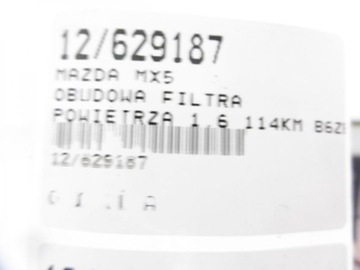 12/629187
MAZDA MX5
OBUDOWA FILTRA
POWIETRZA 1.6 114KM
12/629187